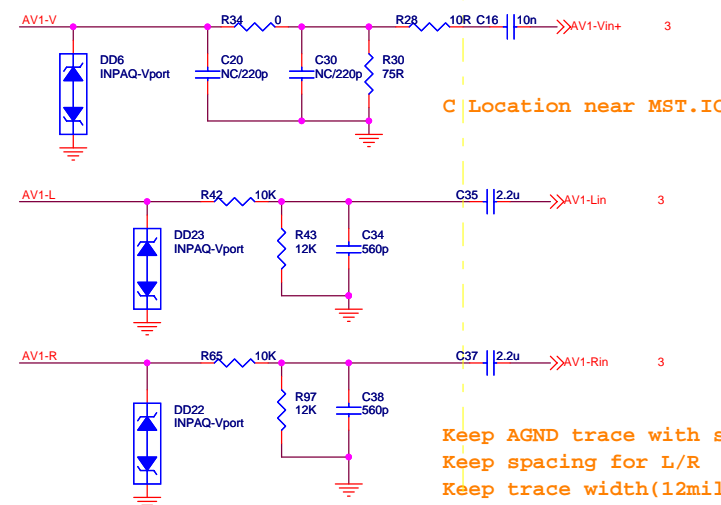 AV1-V R34 0 R28 10R C16 10n AV1-Vin+ 3
DD6 C20 C30 R30
INPAQ-Vport NC/220p NC/220p 75R
C Location near MST.IC
AV1-L R42 10K C35 2.2u AV1-Lin 3
DD23 R43 C34
INPAQ-Vport 12K 560p
AV1-R R65 10K C37 2.2u AV1-Rin 3
DD22 R97 C38
INPAQ-Vport 12K 560p
Keep AGND trace with s
Keep spacing for L/R
Keep trace width(12mil